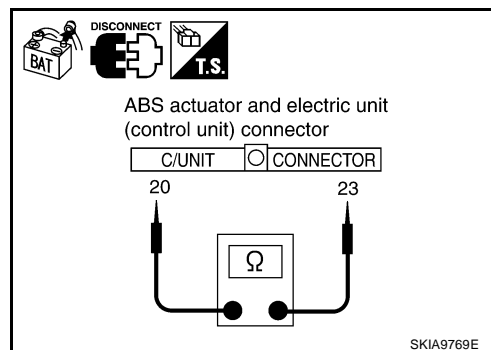 DISCONNECT
BAT
T.S.
ABS actuator and electric unit
(control unit) connector
C/UNIT CONNECTOR
20 23
Ω
SKIA9769E